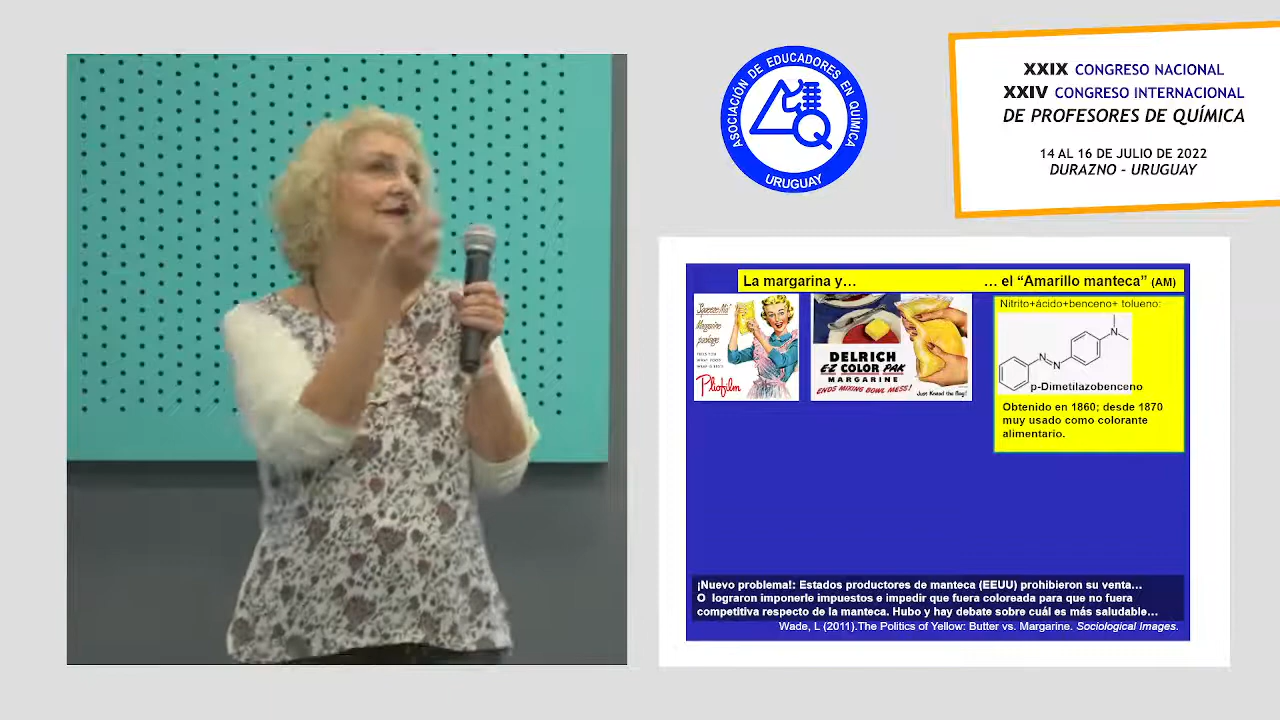 ASOCIACIÓN DE EDUCADORES EN QUÍMICA
URUGUAY
XXIX CONGRESO NACIONAL
XXIV CONGRESO INTERNACIONAL
DE PROFESORES DE QUÍMICA
14 AL 16 DE JULIO DE 2022
DURAZNO - URUGUAY
La margarina y… … el “Amarillo manteca” (AM)
Margarine
package
Pliofilm
DELRICH
E-Z COLOR PAK
MARGARINE
ENDS MIXING BOWL MESS!
Just Knead the Bag!
Nitrito+ácido+benceno+ tolueno:
N
N
N
p-Dimetilazobenceno
Obtenido en 1860; desde 1870
muy usado como colorante
alimentario.
¡Nuevo problema!: Estados productores de manteca (EEUU) prohibieron su venta…
O lograron imponerle impuestos e impedir que fuera coloreada para que no fuera
competitiva respecto de la manteca. Hubo y hay debate sobre cuál es más saludable…
Wade, L (2011).The Politics of Yellow: Butter vs. Margarine. Sociological Images.